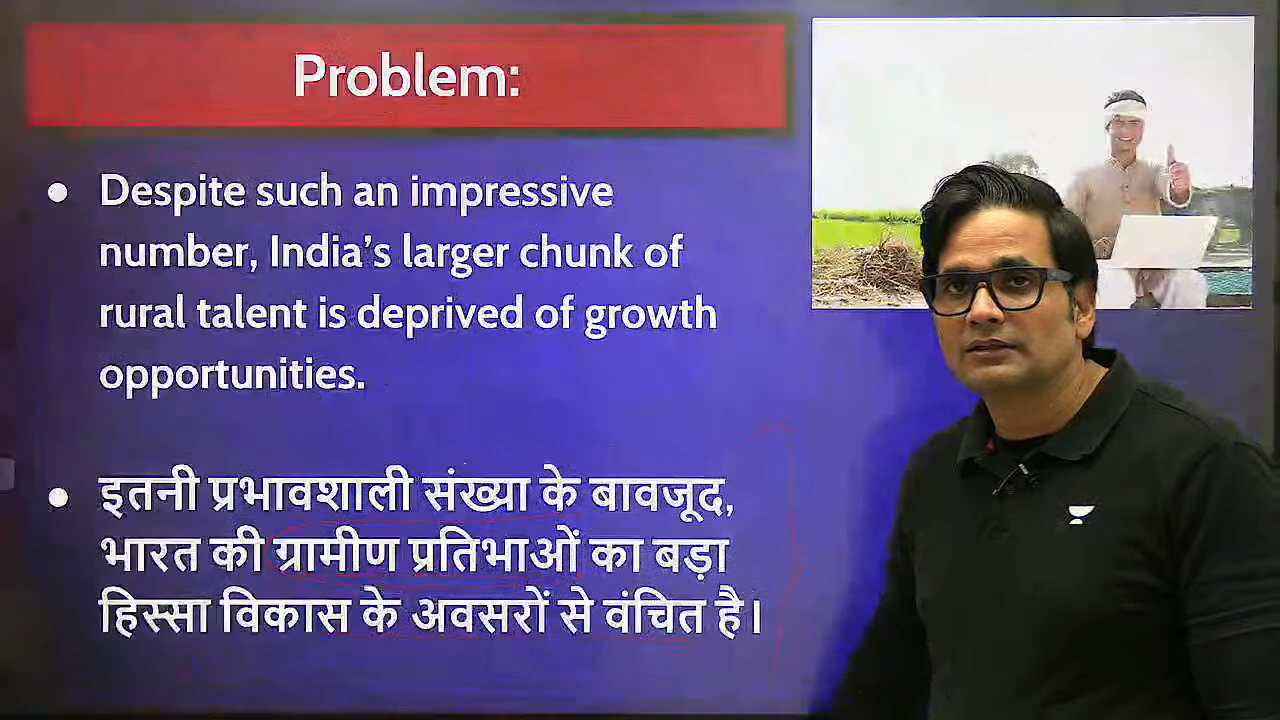 Problem:
Despite such an impressive
number, India's larger chunk of
rural talent is deprived of growth
opportunities.
इतनी प्रभावशाली संख्या के बावजूद,
भारत की ग्रामीण प्रतिभाओं का बड़ा
हिस्सा विकास के अवसरों से वंचित है।